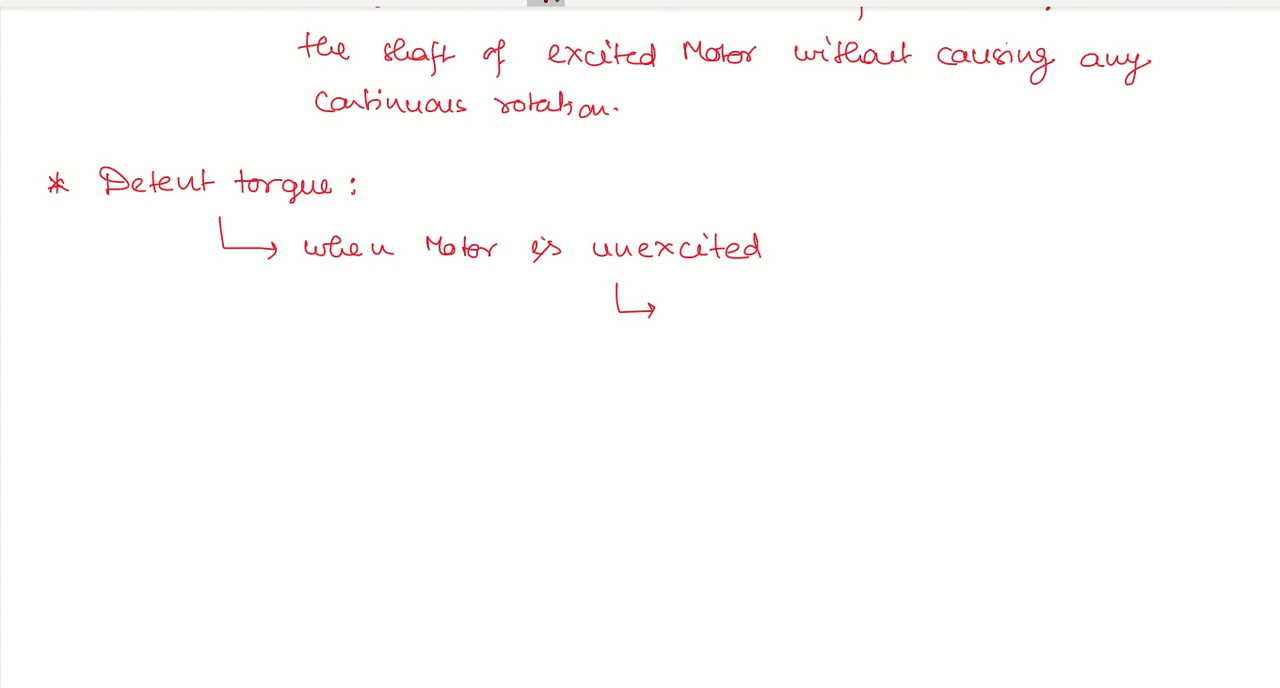 the shaft of excited Motor without causing any
continuous rotation.
* Detent torque :
↳ when Motor is unexcited
↳